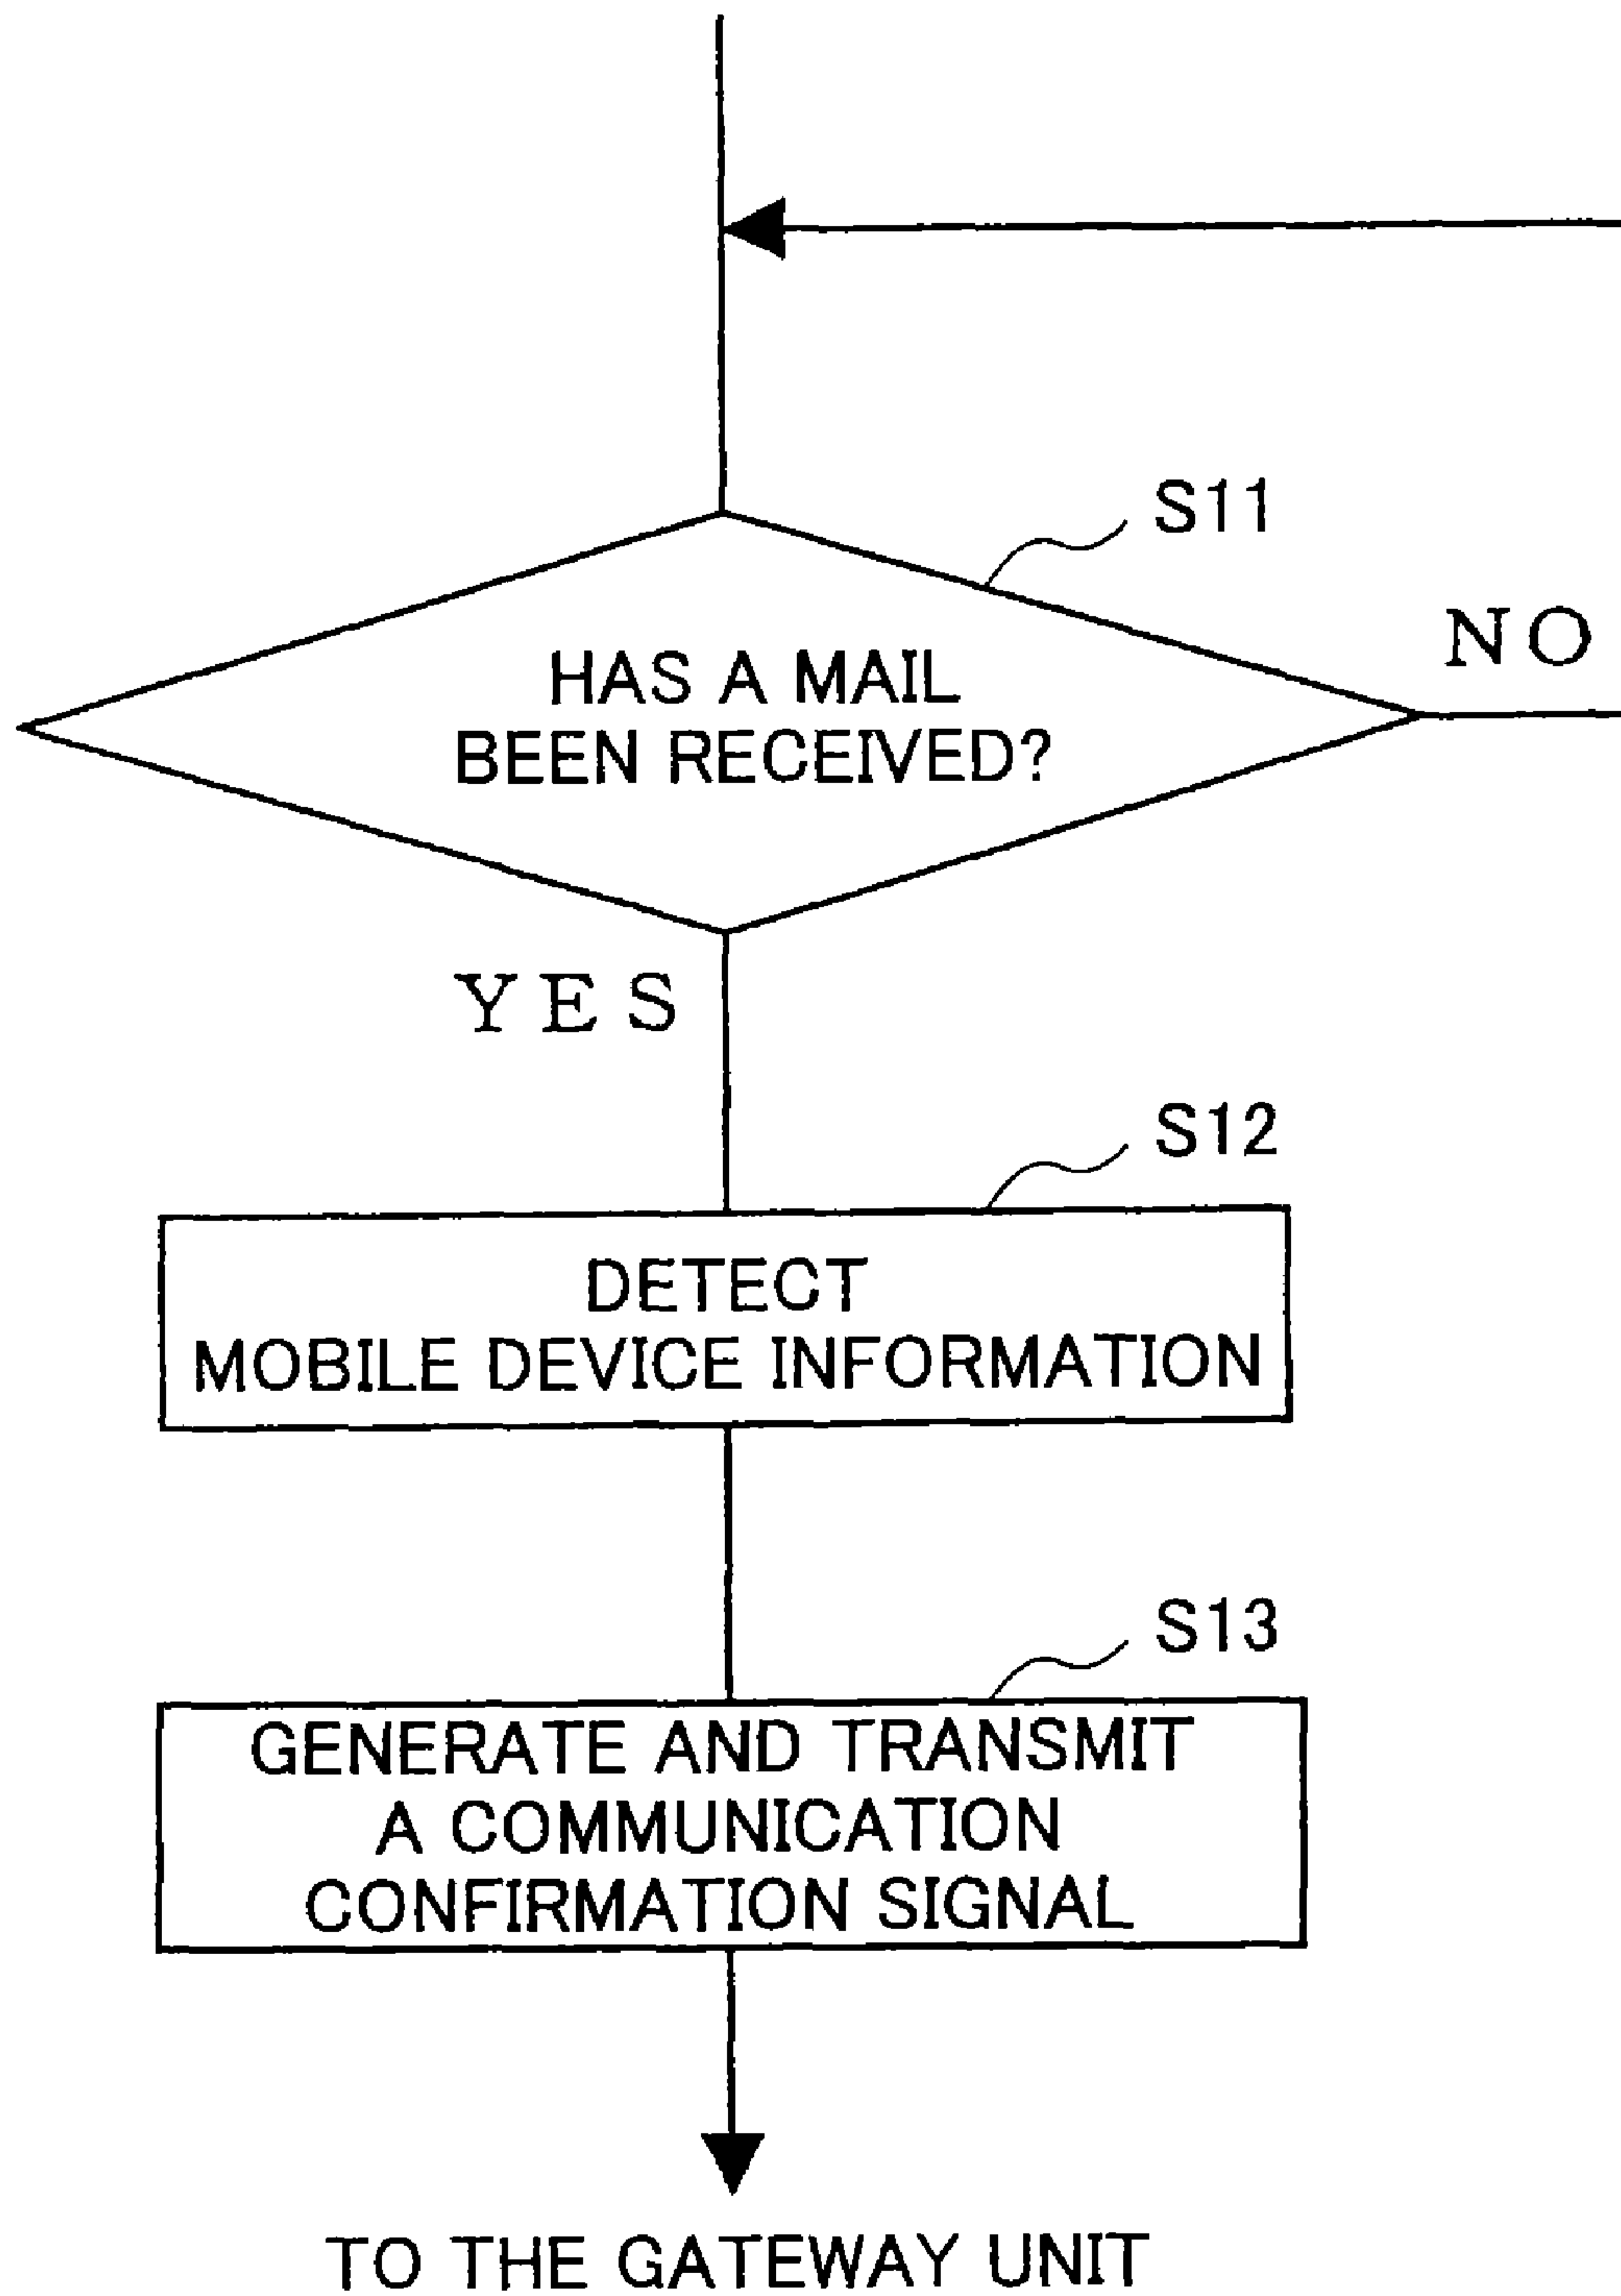 S11
HAS A MAIL
BEEN RECEIVED?
NO
YES
S12
DETECT
MOBILE DEVICE INFORMATION
S13
GENERATE AND TRANSMIT
A COMMUNICATION
CONFIRMATION SIGNAL
TO THE GATEWAY UNIT